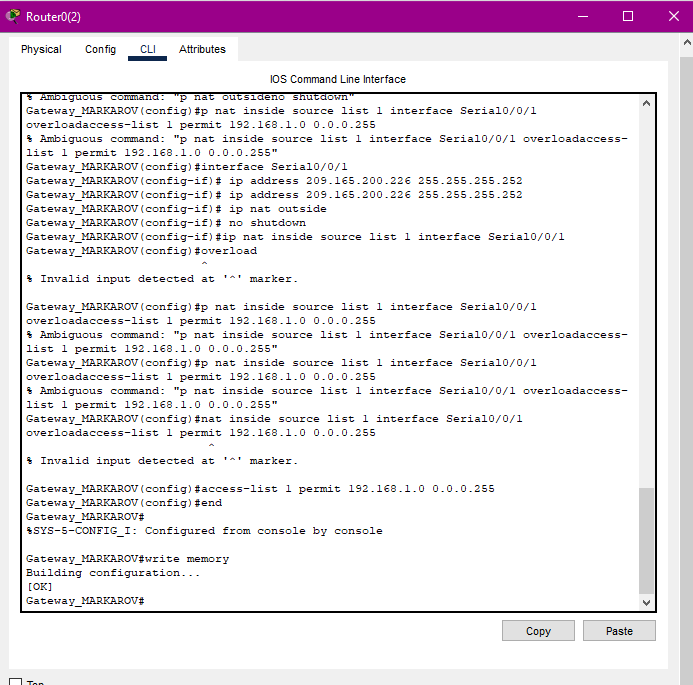 Router0(2)
Physical Config CLI Attributes
IOS Command Line Interface
% Ambiguous command: "p nat outsideno shutdown"
Gateway_MARKAROV(config)#p nat inside source list 1 interface Serial0/0/1
overloadaccess-list 1 permit 192.168.1.0 0.0.0.255
% Ambiguous command: "p nat inside source list 1 interface Serial0/0/1 overloadaccess-
list 1 permit 192.168.1.0 0.0.0.255"
Gateway_MARKAROV(config)#interface Serial0/0/1
Gateway_MARKAROV(config-if)# ip address 209.165.200.226 255.255.255.252
Gateway_MARKAROV(config-if)# ip address 209.165.200.226 255.255.255.252
Gateway_MARKAROV(config-if)# ip nat outside
Gateway_MARKAROV(config-if)# no shutdown
Gateway_MARKAROV(config-if)#ip nat inside source list 1 interface Serial0/0/1
Gateway_MARKAROV(config)#overload
^
% Invalid input detected at '^' marker.
Gateway_MARKAROV(config)#p nat inside source list 1 interface Serial0/0/1
overloadaccess-list 1 permit 192.168.1.0 0.0.0.255
% Ambiguous command: "p nat inside source list 1 interface Serial0/0/1 overloadaccess-
list 1 permit 192.168.1.0 0.0.0.255"
Gateway_MARKAROV(config)#p nat inside source list 1 interface Serial0/0/1
overloadaccess-list 1 permit 192.168.1.0 0.0.0.255
% Ambiguous command: "p nat inside source list 1 interface Serial0/0/1 overloadaccess-
list 1 permit 192.168.1.0 0.0.0.255"
Gateway_MARKAROV(config)#nat inside source list 1 interface Serial0/0/1
overloadaccess-list 1 permit 192.168.1.0 0.0.0.255
^
% Invalid input detected at '^' marker.
Gateway_MARKAROV(config)#access-list 1 permit 192.168.1.0 0.0.0.255
Gateway_MARKAROV(config)#end
Gateway_MARKAROV#
%SYS-5-CONFIG_I: Configured from console by console
Gateway_MARKAROV#write memory
Building configuration...
[OK]
Gateway_MARKAROV#
Copy Paste
Top